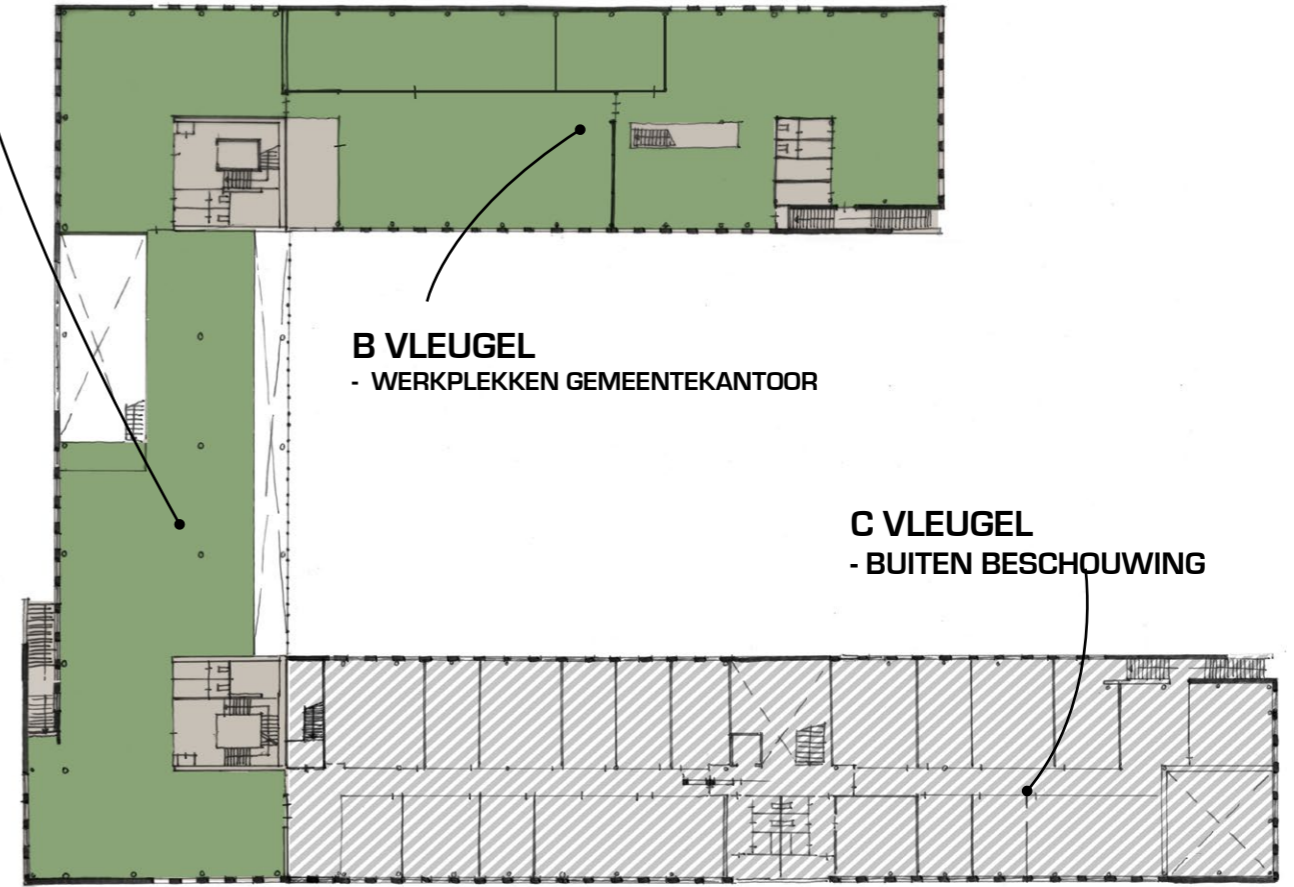 B VLEUGEL
- WERKPLEKKEN GEMEENTEKANTOOR
C VLEUGEL
- BUITEN BESCHOUWING